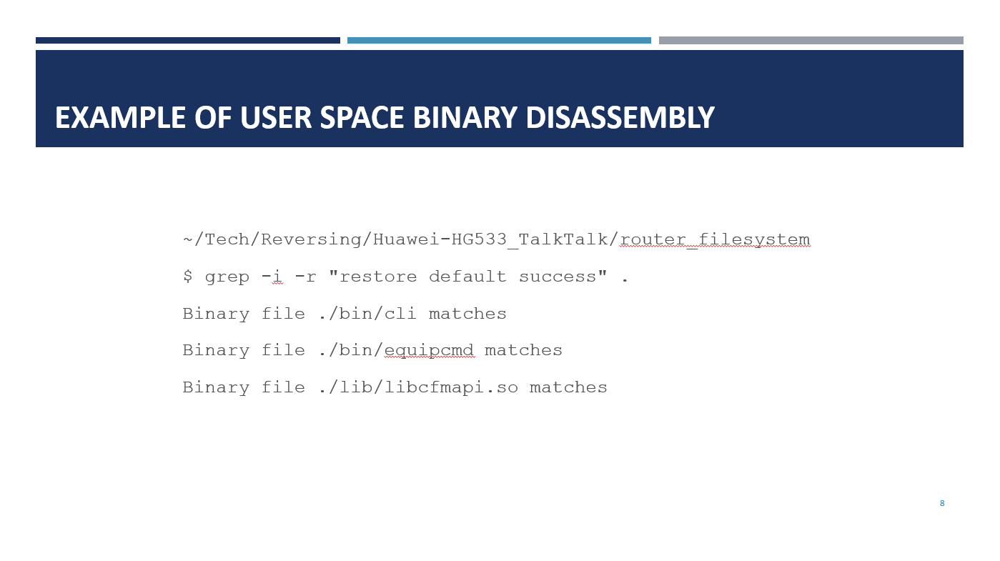 EXAMPLE OF USER SPACE BINARY DISASSEMBLY
~/Tech/Reversing/Huawei-HG533_TalkTalk/router_filesystem
$ grep -i -r "restore default success" .
Binary file ./bin/cli matches
Binary file ./bin/equipcmd matches
Binary file ./lib/libcfmapi.so matches
8